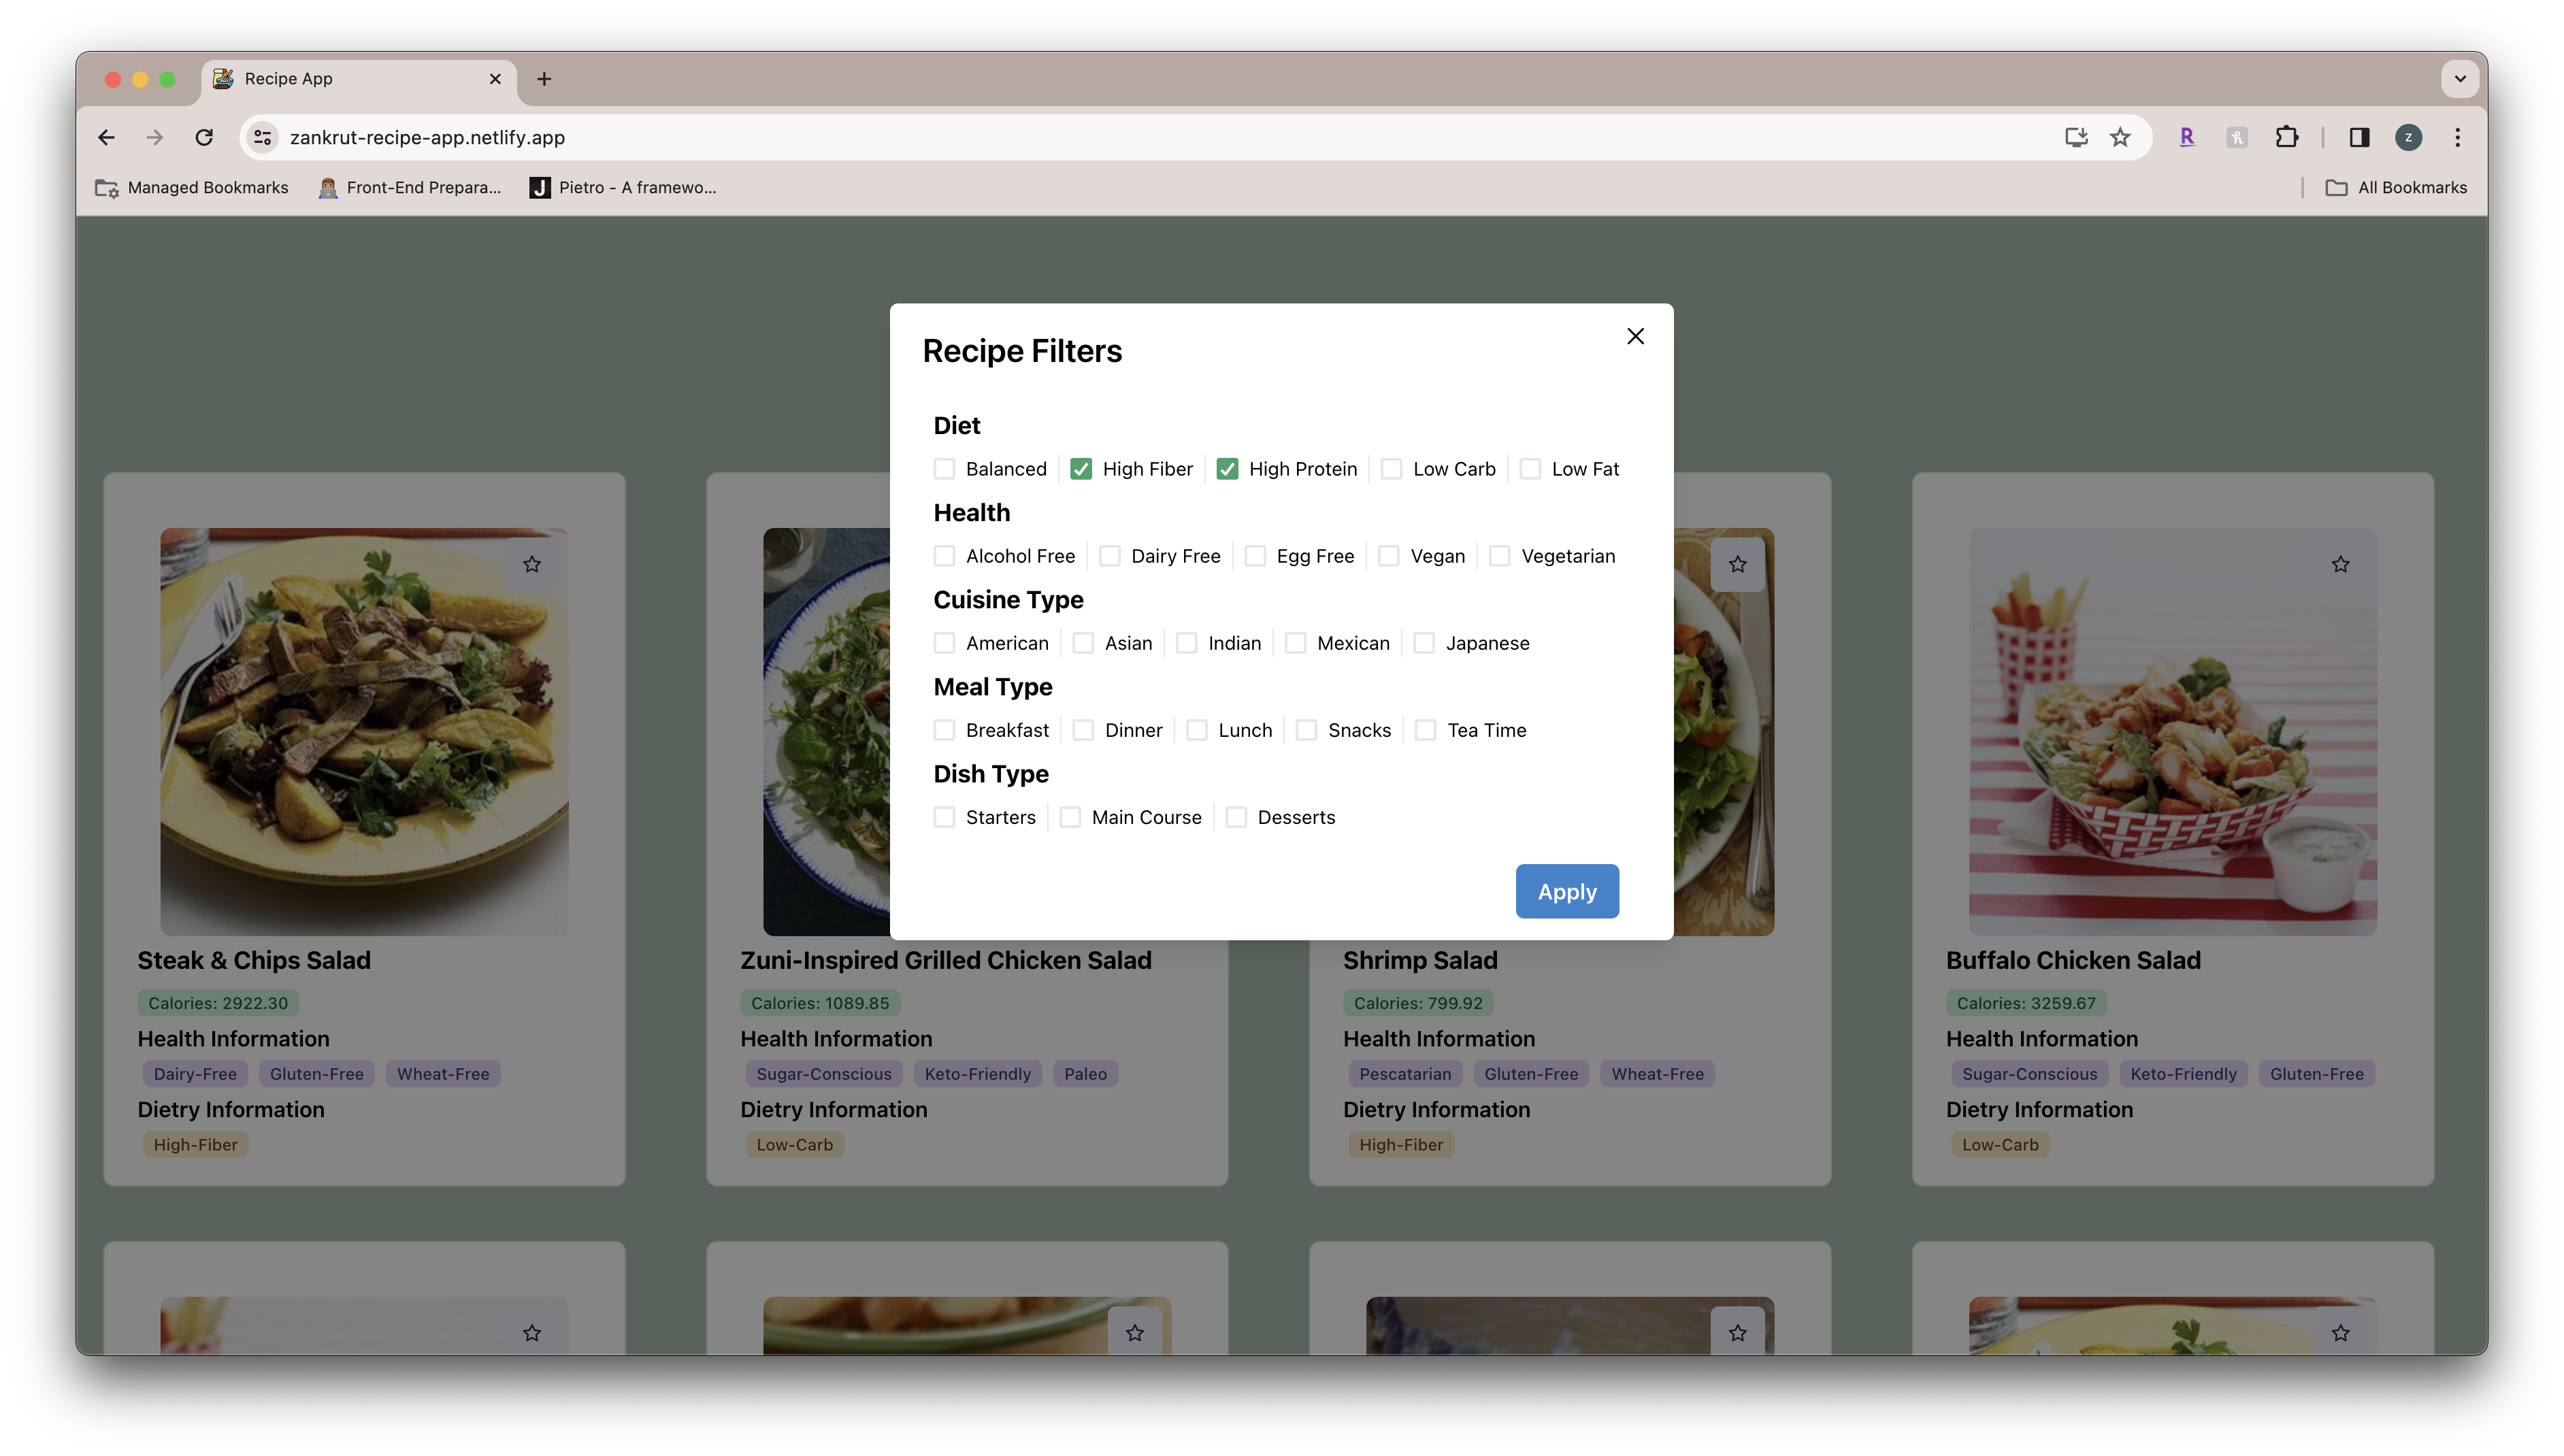 Recipe App
zankrut-recipe-app.netlify.app
R
z
Managed Bookmarks
Front-End Prepara...
J
Pietro - A framewo...
All Bookmarks
Recipe Filters
Diet
Balanced High Fiber High Protein Low Carb Low Fat
Health
Alcohol Free Dairy Free Egg Free Vegan Vegetarian
Cuisine Type
American Asian Indian Mexican Japanese
Meal Type
Breakfast Dinner Lunch Snacks Tea Time
Dish Type
Starters Main Course Desserts
Apply
Steak & Chips Salad
Calories: 2922.30
Health Information
Dairy-Free Gluten-Free Wheat-Free
Dietry Information
High-Fiber
Zuni-Inspired Grilled Chicken Salad
Calories: 1089.85
Health Information
Sugar-Conscious Keto-Friendly Paleo
Dietry Information
Low-Carb
Shrimp Salad
Calories: 799.92
Health Information
Pescatarian Gluten-Free Wheat-Free
Dietry Information
High-Fiber
Buffalo Chicken Salad
Calories: 3259.67
Health Information
Sugar-Conscious Keto-Friendly Gluten-Free
Dietry Information
Low-Carb